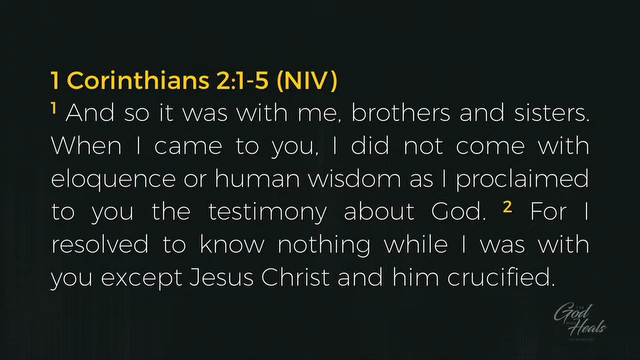 1 Corinthians 2:1-5 (NIV)
1 And so it was with me, brothers and sisters.
When I came to you, I did not come with
eloquence or human wisdom as I proclaimed
to you the testimony about God. 2 For I
resolved to know nothing while I was with
you except Jesus Christ and him crucified.
God
Heals